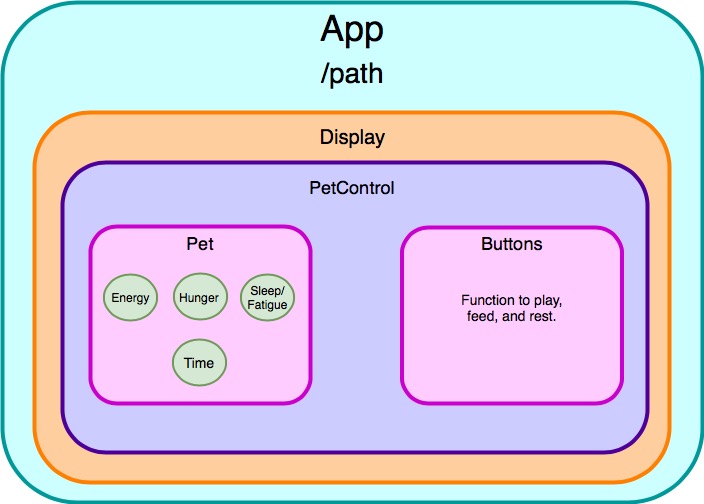 App
/path
Display
PetControl
Pet
Buttons
Energy
Hunger
Sleep/
Fatigue
Time
Function to play,
feed, and rest.